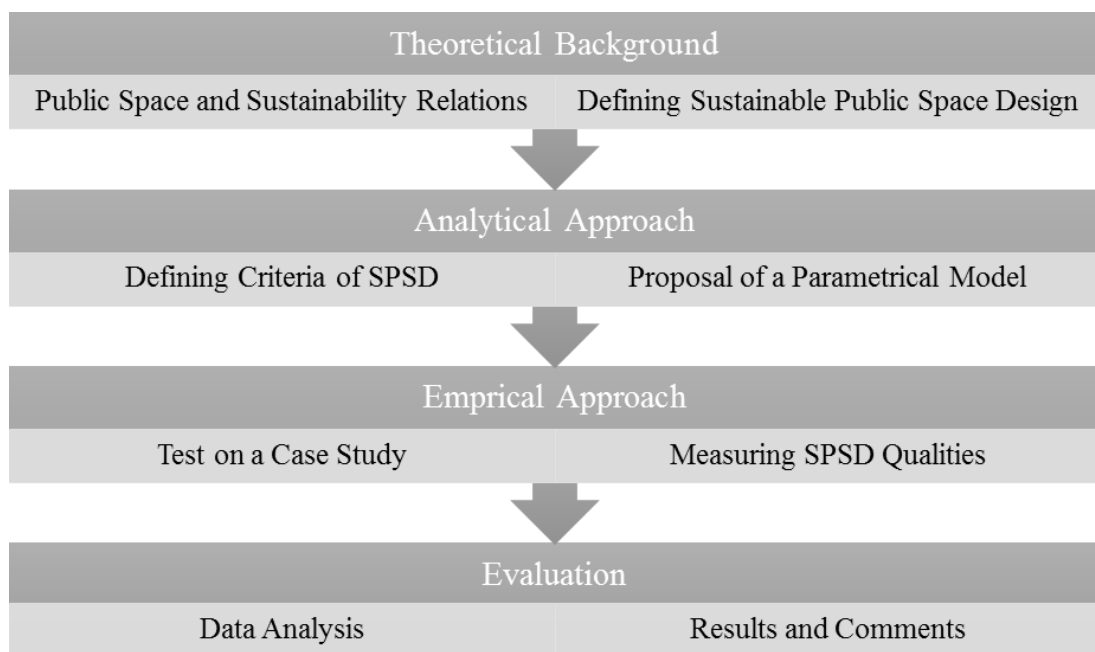 Theoretical Background
Public Space and Sustainability Relations
Defining Sustainable Public Space Design
Analytical Approach
Defining Criteria of SPSD
Proposal of a Parametrical Model
Emprical Approach
Test on a Case Study
Measuring SPSD Qualities
Evaluation
Data Analysis
Results and Comments